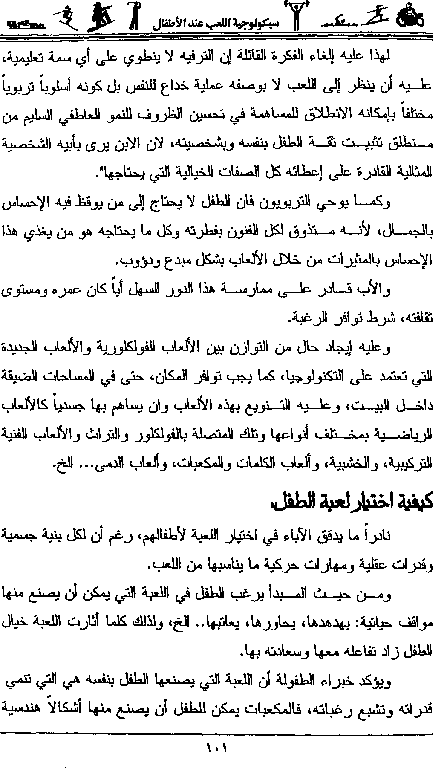 سيكولوجية اللعب عند الأطفال
لهذا عليه إلغاء الفكرة القائلة إن الترفيه لا ينطوي على أي سمة تعليمية،
عليه أن ينظر إلى اللعب لا بوصفه عملية خداع للنفس بل كونه أسلوباً تربوياً
مختلفاً بإمكانه الانطلاق للمساهمة في تحسين الظروف للنمو العاطفي السليم من
منطلق تثبيت ثقة الطفل بنفسه وبشخصيته، لان الابن يرى بأبيه الشخصية
المثالية القادرة على إعطائه كل الصفات الخيالية التي يحتاجها".
وكما يوحي التربويون فان الطفل لا يحتاج إلى من يوقظ فيه الإحساس
بالجمال، لأنه متذوق لكل الفنون بفطرته وكل ما يحتاجه هو من يغذي هذا
الإحساس بالمثيرات من خلال الألعاب بشكل مبدع ودؤوب.
والأب قادر على ممارسة هذا الدور السهل أياً كان عمره ومستوى
ثقافته، شرط توافر الرغبة.
وعليه إيجاد حال من التوازن بين الألعاب الفولكلورية والألعاب الجديدة
التي تعتمد على التكنولوجيا، كما يجب توافر المكان، حتى في المساحات الضيقة
داخل البيت، وعليه التنويع بهذه الألعاب وان يساهم بها جسدياً كالألعاب
الرياضية بمختلف أنواعها وتلك المتصلة بالفولكلور والتراث والألعاب الفنية
التركيبية، والخشبية، وألعاب الكلمات والمكعبات، وألعاب الدمى... الخ.
كيفية اختيار لعبة الطفل
نادراً ما يدقق الآباء في اختيار اللعبة لأطفالهم، رغم أن لكل بنية جسمية
وقدرات عقلية ومهارات حركية ما يناسبها من اللعب.
ومن حيث المبدأ يرغب الطفل في اللعبة التي يمكن أن يصنع منها
مواقف حياتية: يهدهدها، يحاورها، يعاتبها.. الخ، ولذلك كلما أثارت اللعبة خيال
الطفل زاد تفاعله معها وسعادته بها.
ويؤكد خبراء الطفولة أن اللعبة التي يصنعها الطفل بنفسه هي التي تنمي
قدراته وتشبع رغباته، فالمكعبات يمكن للطفل أن يصنع منها أشكالاً هندسية
١٠١